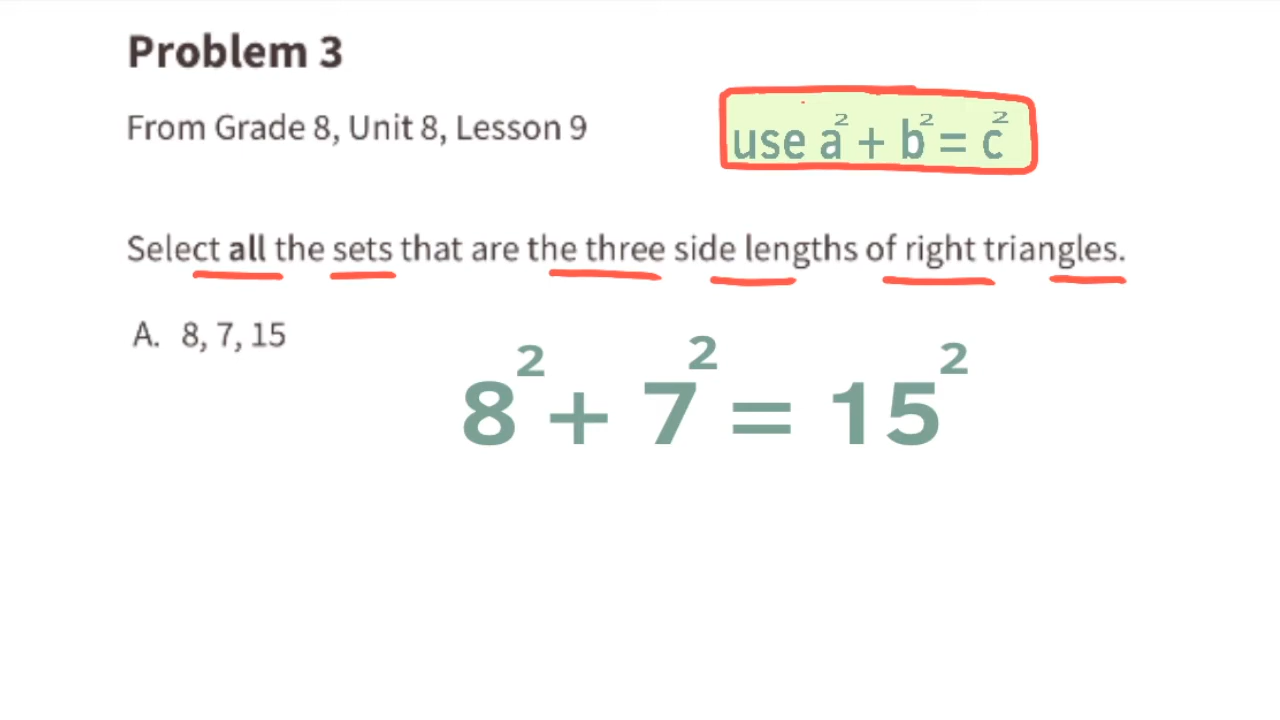 Problem 3
From Grade 8, Unit 8, Lesson 9
use a² + b² = c²
Select all the sets that are the three side lengths of right triangles.
A. 8, 7, 15
8² + 7² = 15²